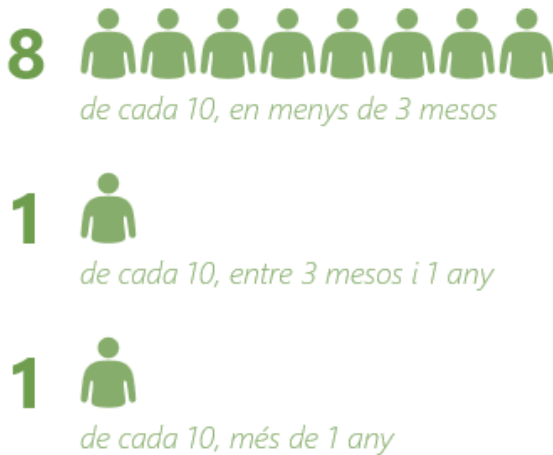 8
de cada 10, en menys de 3 mesos
1
de cada 10, entre 3 mesos i 1 any
1
de cada 10, més de 1 any